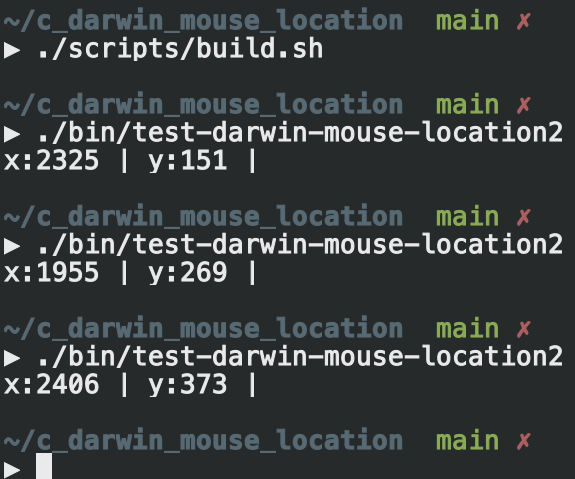 ~/c_darwin_mouse_location main ✗
▶ ./scripts/build.sh
~/c_darwin_mouse_location main ✗
▶ ./bin/test-darwin-mouse-location2
x:2325 | y:151 |
~/c_darwin_mouse_location main ✗
▶ ./bin/test-darwin-mouse-location2
x:1955 | y:269 |
~/c_darwin_mouse_location main ✗
▶ ./bin/test-darwin-mouse-location2
x:2406 | y:373 |
~/c_darwin_mouse_location main ✗
▶